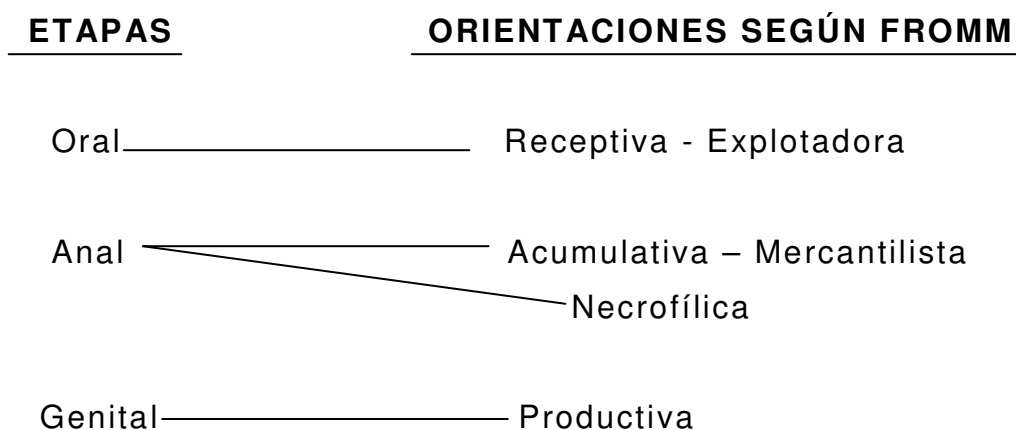 ETAPAS ORIENTACIONES SEGÚN FROMM
Oral Receptiva - Explotadora
Anal Acumulativa – Mercantilista
Necrofílica
Genital Productiva